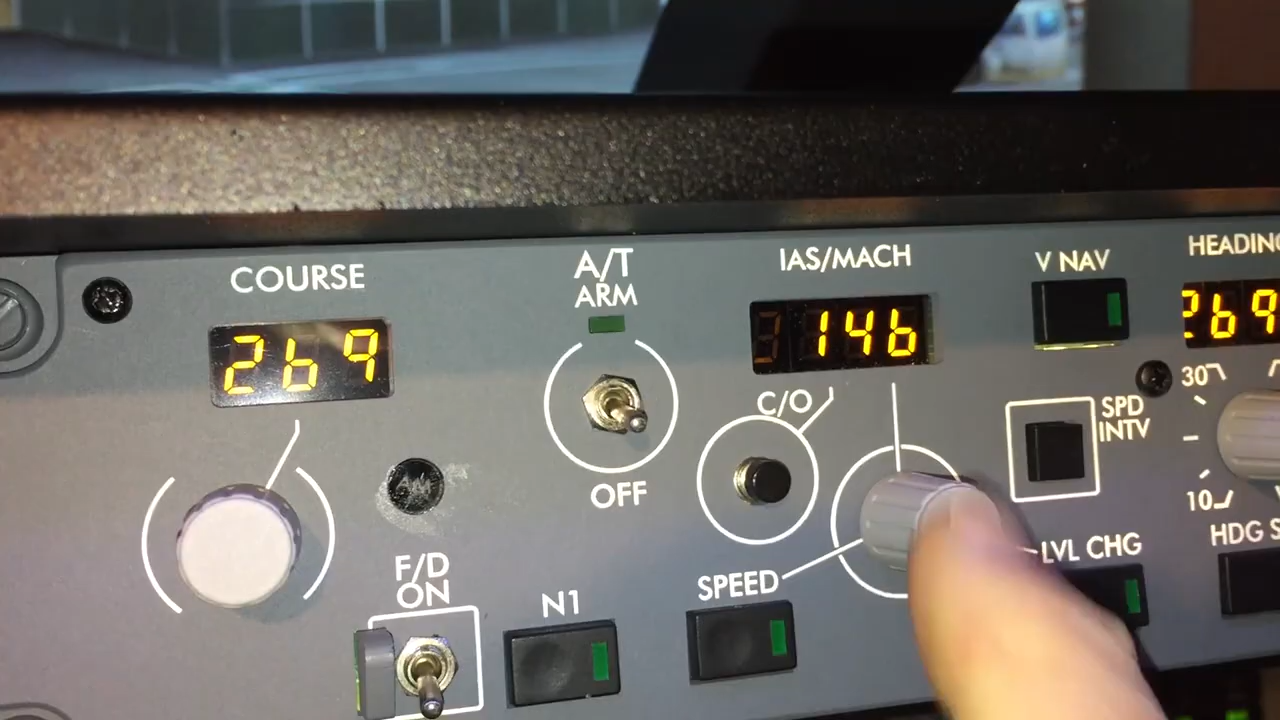 COURSE
269
A/T
ARM
OFF
IAS/MACH
146
C/O
V NAV
HEADING
269
30
10
SPD
INTV
SPEED
LVL CHG
HDG S
F/D
ON
N1